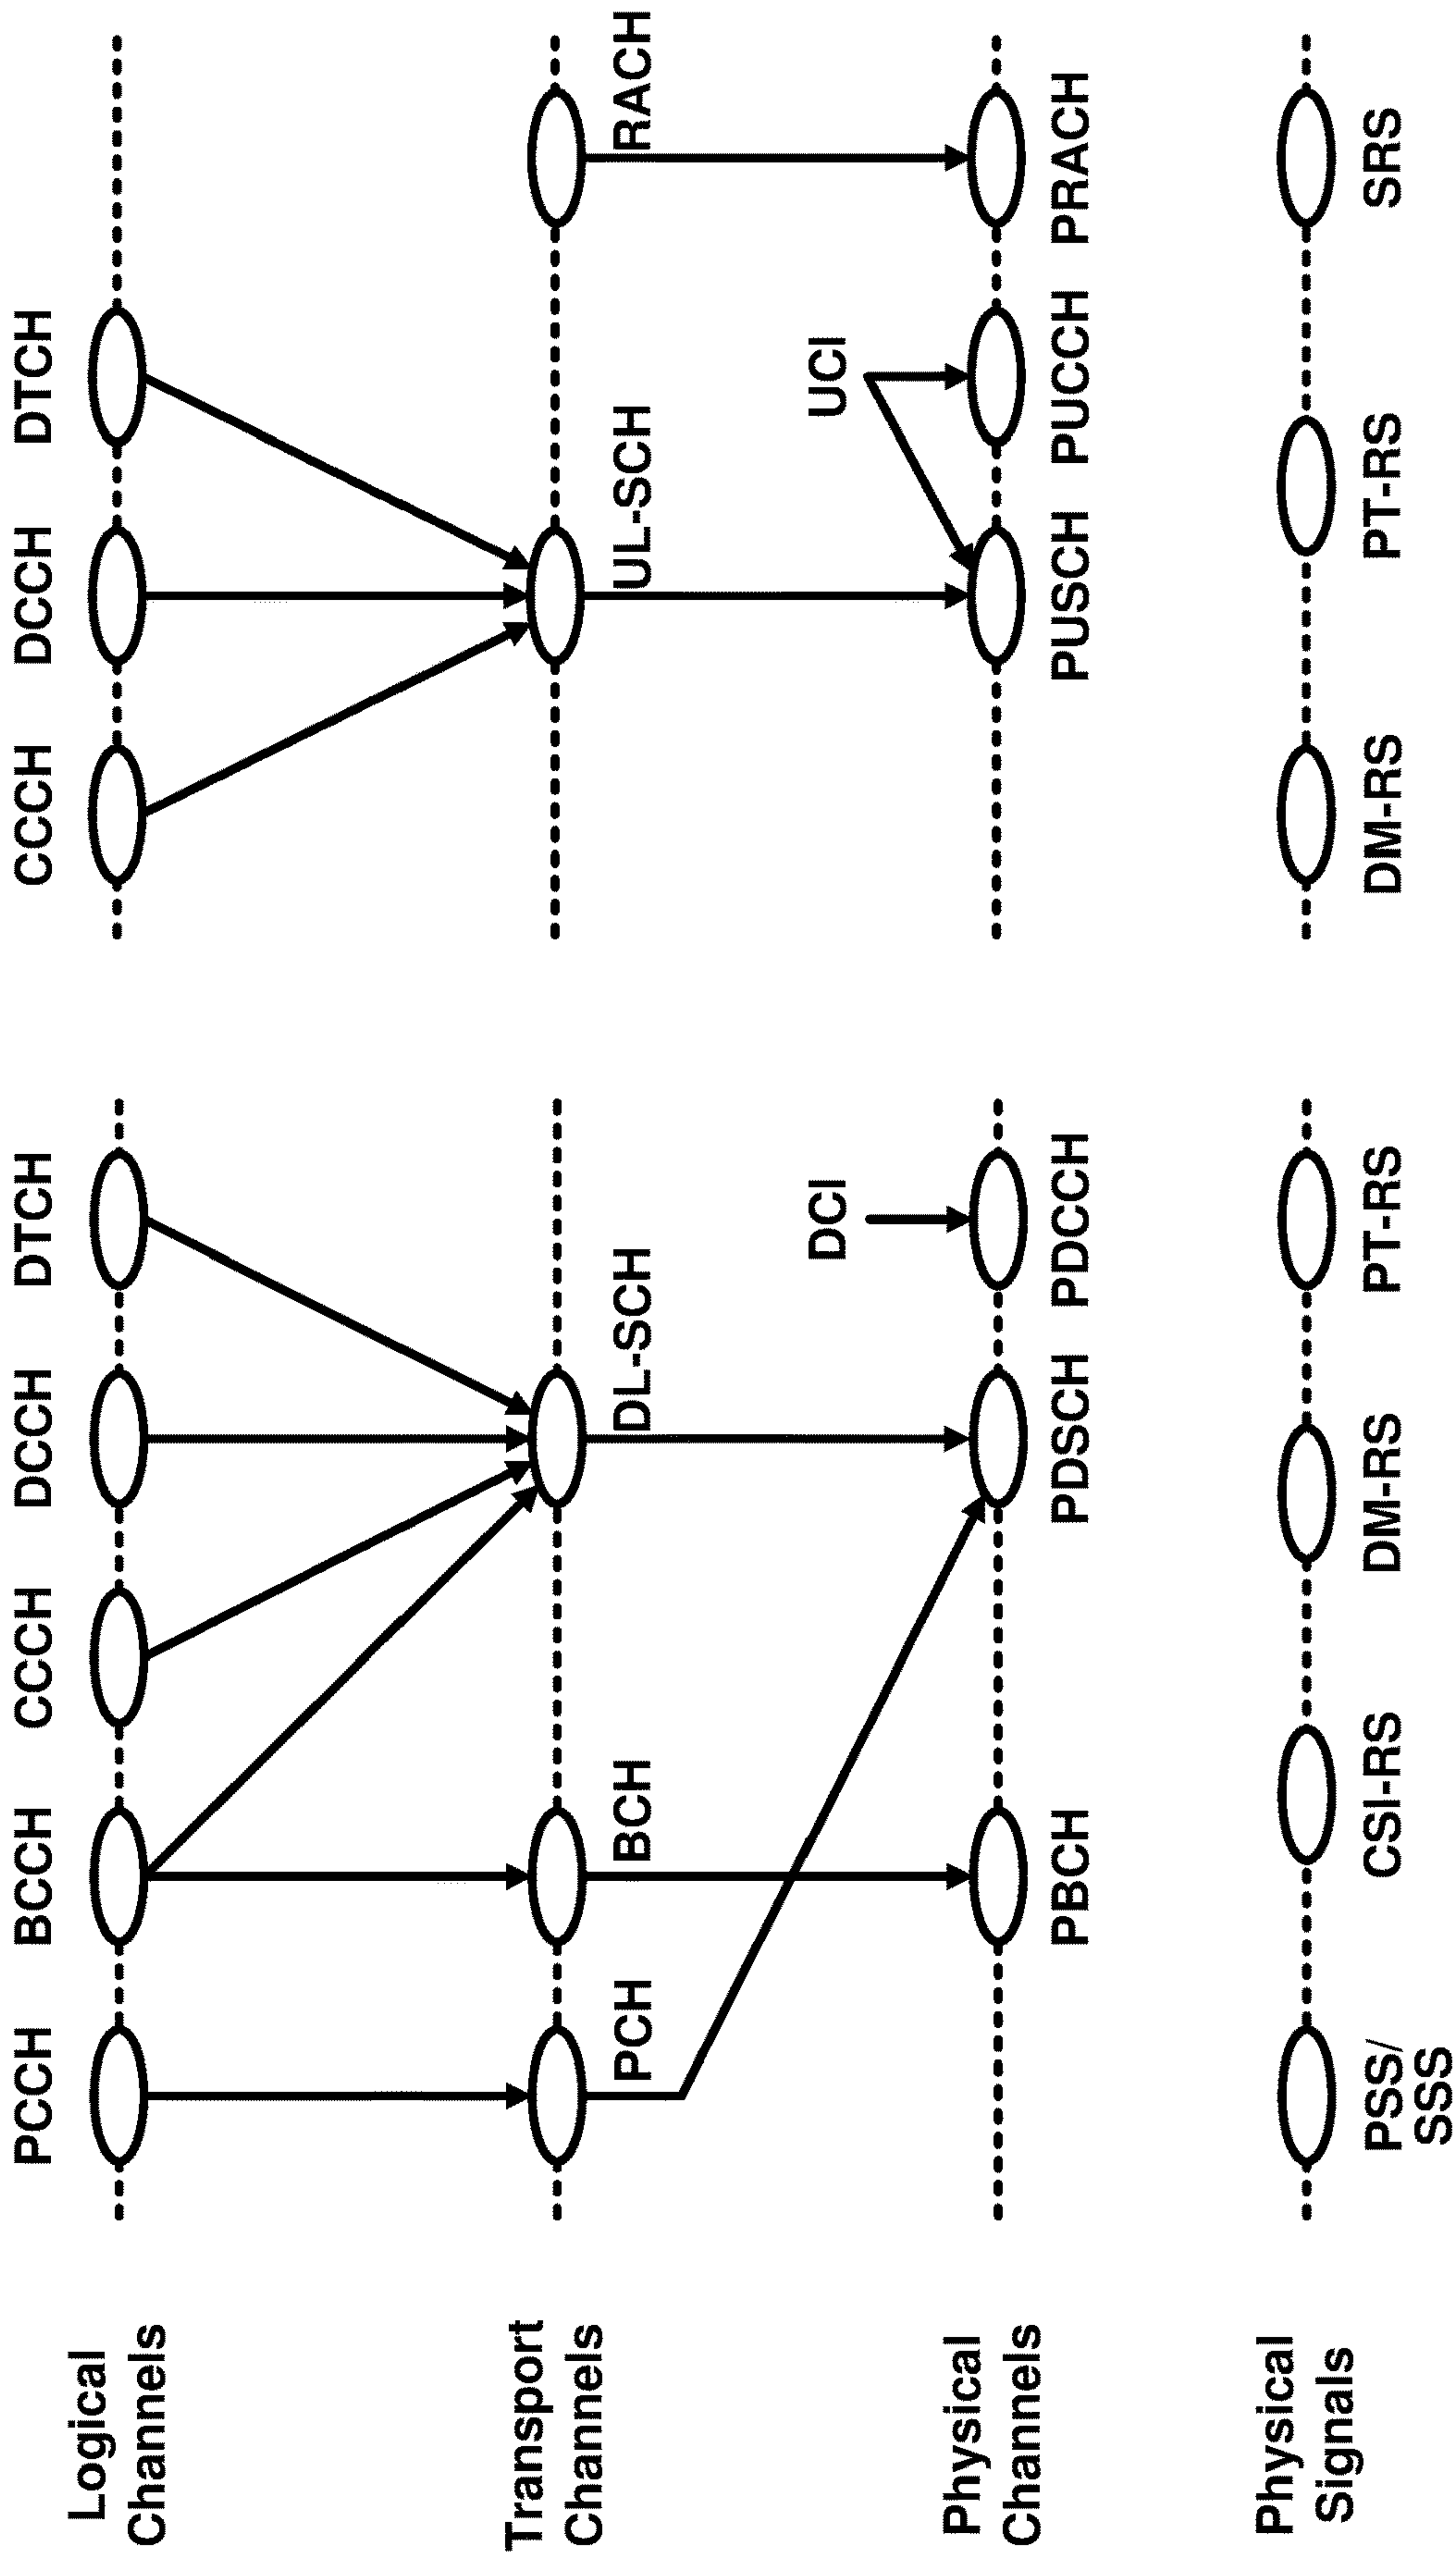 PCCH
BCCH
CCCH
DCCH
DTCH
CCCH
DCCH
DTCH
Logical
Channels
PCH
BCH
DL-SCH
UL-SCH
RACH
Transport
Channels
DCI
UCI
PBCH
PDSCH
PDCCH
PUSCH
PUCCH
PRACH
Physical
Channels
Physical
Signals
PSS/
SSS
CSI-RS
DM-RS
PT-RS
DM-RS
PT-RS
SRS